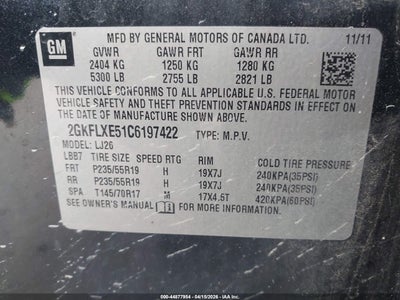 GM
MFD BY GENERAL MOTORS OF CANADA LTD. 11/11
GVWR GAWR FRT GAWR RR
2404 KG 1250 KG 1280 KG
5300 LB 2755 LB 2821 LB
THIS VEHICLE CONFORMS TO ALL APPLICABLE U.S. FEDERAL
MOTOR VEHICLE SAFETY, BUMPER, AND THEFT PREVENTION
STANDARDS IN EFFECT ON THE DATE OF MANUFACTURE SHOWN ABOVE.
2GKFLXE51C6197422 TYPE: M.P.V.
MODEL: LJ26
LBB7 TIRE SIZE SPEED RTG RIM COLD TIRE PRESSURE
FRT P235/55R19 H 19X7J 240KPA(35PSI)
RR P235/55R19 H 19X7J 240KPA(35PSI)
SPA T145/70R17 M 17X4.5T 420KPA(60PSI)
SEE OWNER'S MANUAL FOR MORE INFORMATION.
000-44877954 - 04/15/2026 -